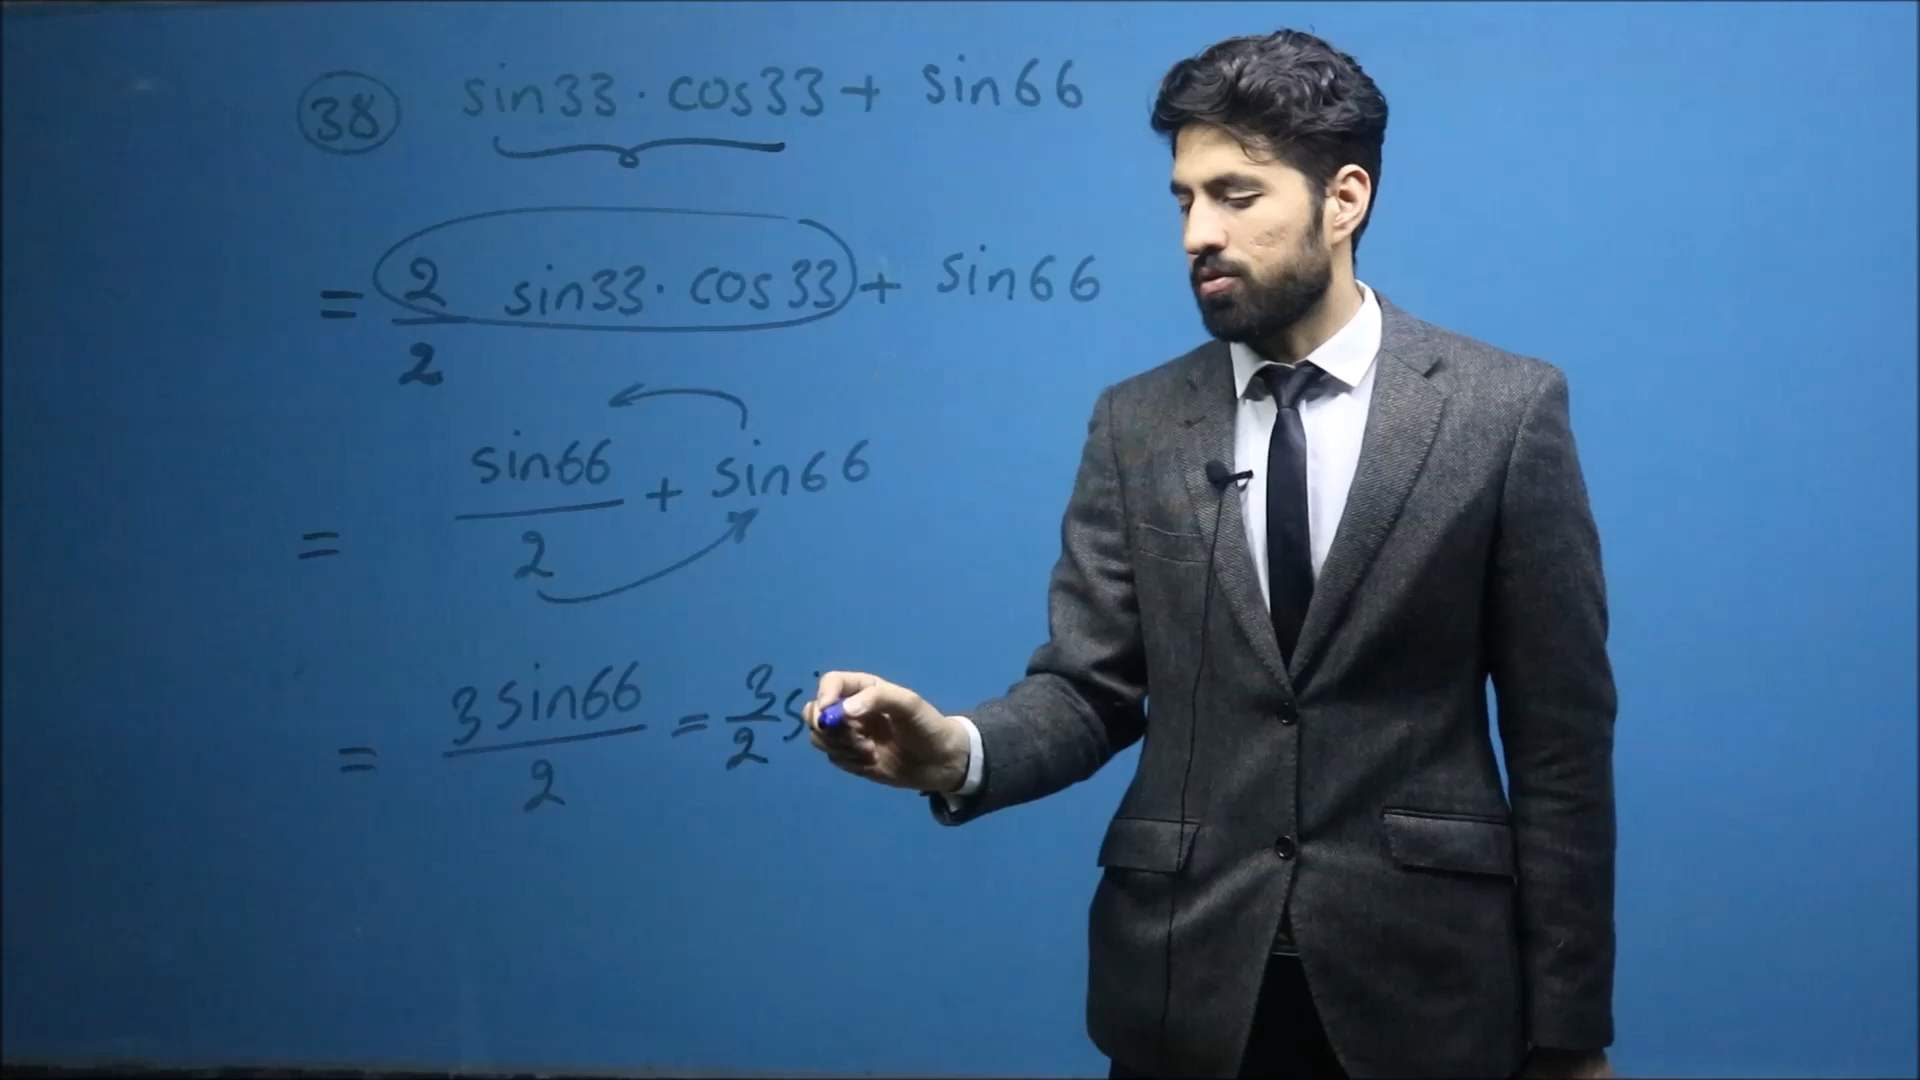 38 sin33 · cos33 + sin66
= 2/2 sin33 · cos33 + sin66
= sin66/2 + sin66
= 3sin66/2 = 3/2 s